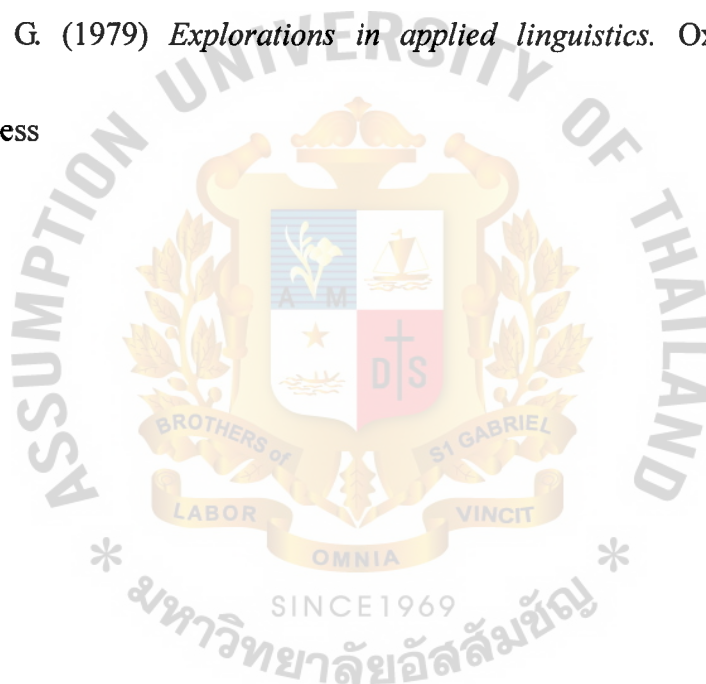 G. (1979) Explorations in applied linguistics. Ox
ess
ASSUMPTION UNIVERSITY OF THAILAND
A M
D S
BROTHERS of
S1 GABRIEL
LABOR
VINCIT
OMNIA
SINCE1969
* มหาวิทยาลัยอัสสัมชัญ *